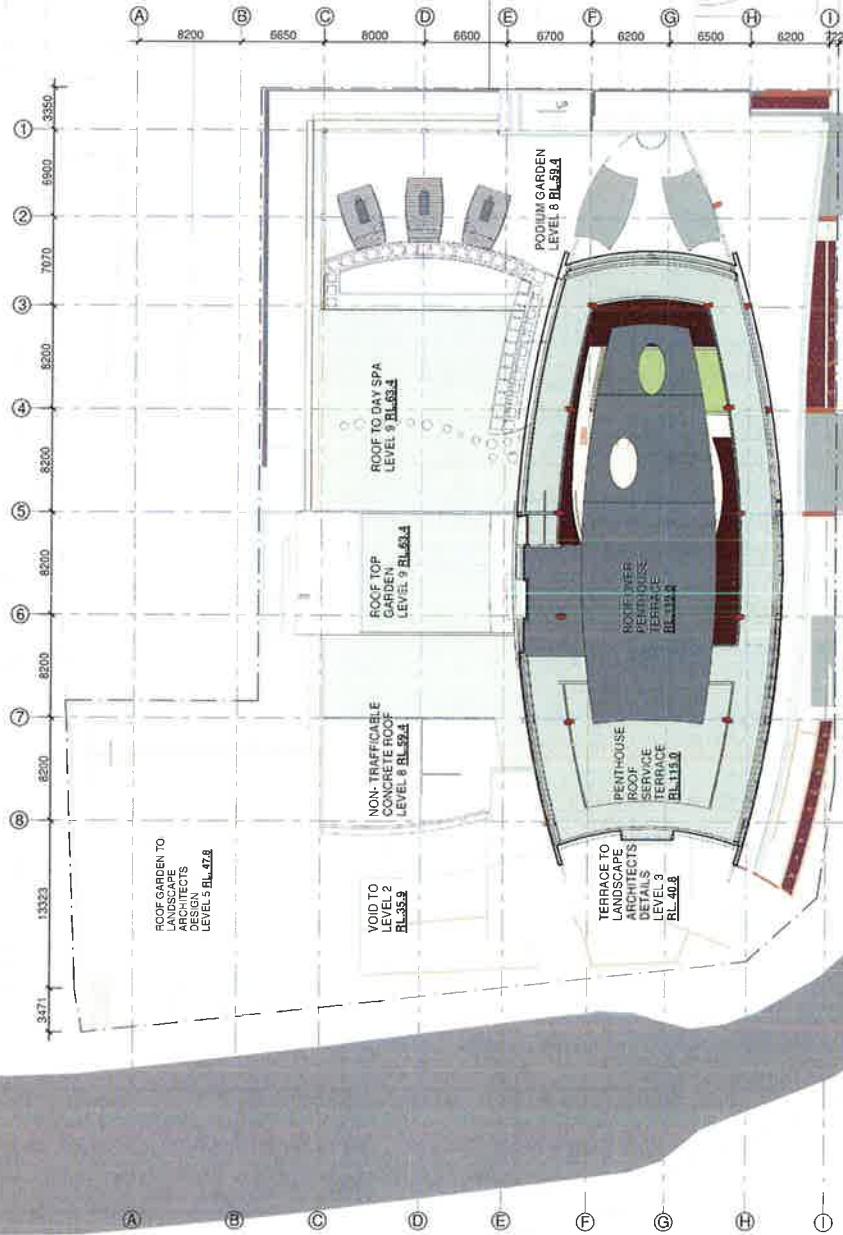 A B C D E F G H I
8200 6650 8000 6600 6700 6200 6500 6200
3350
1
6900
2
7070
3
8200
4
8200
5
8200
6
8200
7
8200
8
13323
3471
PODIUM GARDEN
LEVEL 8 RL.59.4
ROOF TO DAY SPA
LEVEL 9 RL.63.4
ROOF TOP
GARDEN
LEVEL 9 RL.63.4
ROOF OVER
PENTHOUSE
TERRACE
NON- TRAFFICABLE
CONCRETE ROOF
LEVEL 8 RL.59.4
PENTHOUSE
ROOF
SERVICE
TERRACE
RL.115.0
ROOF GARDEN TO
LANDSCAPE
ARCHITECTS
DESIGN
LEVEL 5 RL. 47.8
VOID TO
LEVEL 2
RL.35.9
TERRACE TO
LANDSCAPE
ARCHITECTS
DETAILS
LEVEL 3
RL. 40.8
A B C D E F G H I